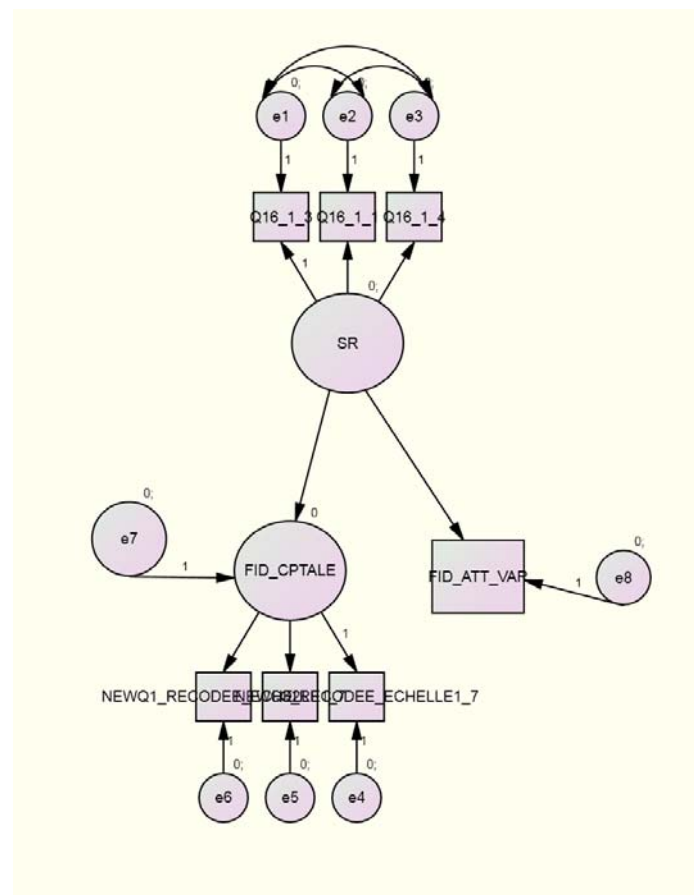 0; 0; 0;
e1 e2 e3
1 1 1
Q16_1_3 Q16_1_1 Q16_1_4
1 0;
SR
0
0;
e7
1
FID_CPTALE
FID_ATT_VAR
1
0;
e8
1
NEWQ1_RECODEE_ECHELLE1_7
1 1 1
0; 0; 0;
e6 e5 e4